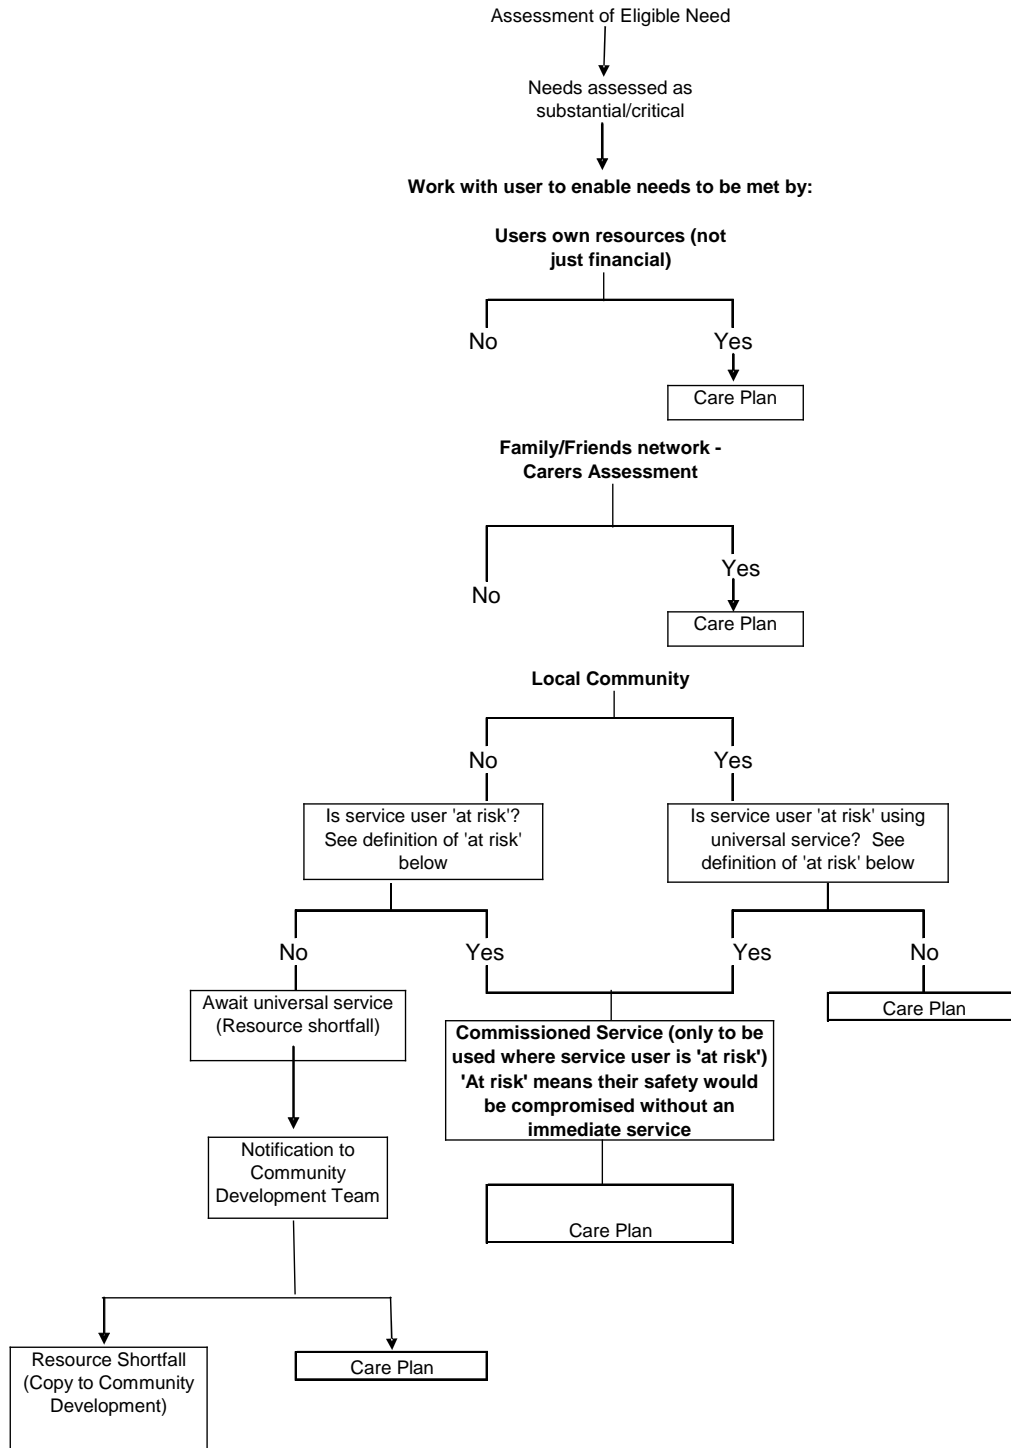 Assessment of Eligible Need
Needs assessed as
substantial/critical
Work with user to enable needs to be met by:
Users own resources (not
just financial)
No
Yes
Care Plan
Family/Friends network -
Carers Assessment
No
Yes
Care Plan
Local Community
No
Yes
Is service user 'at risk'?
See definition of 'at risk'
below
Is service user 'at risk' using
universal service?  See
definition of 'at risk' below
No
Yes
Yes
No
Await universal service
(Resource shortfall)
Commissioned Service (only to be
used where service user is 'at risk')
'At risk' means their safety would
be compromised without an
immediate service
Care Plan
Notification to
Community
Development Team
Care Plan
Resource Shortfall
(Copy to Community
Development)
Care Plan